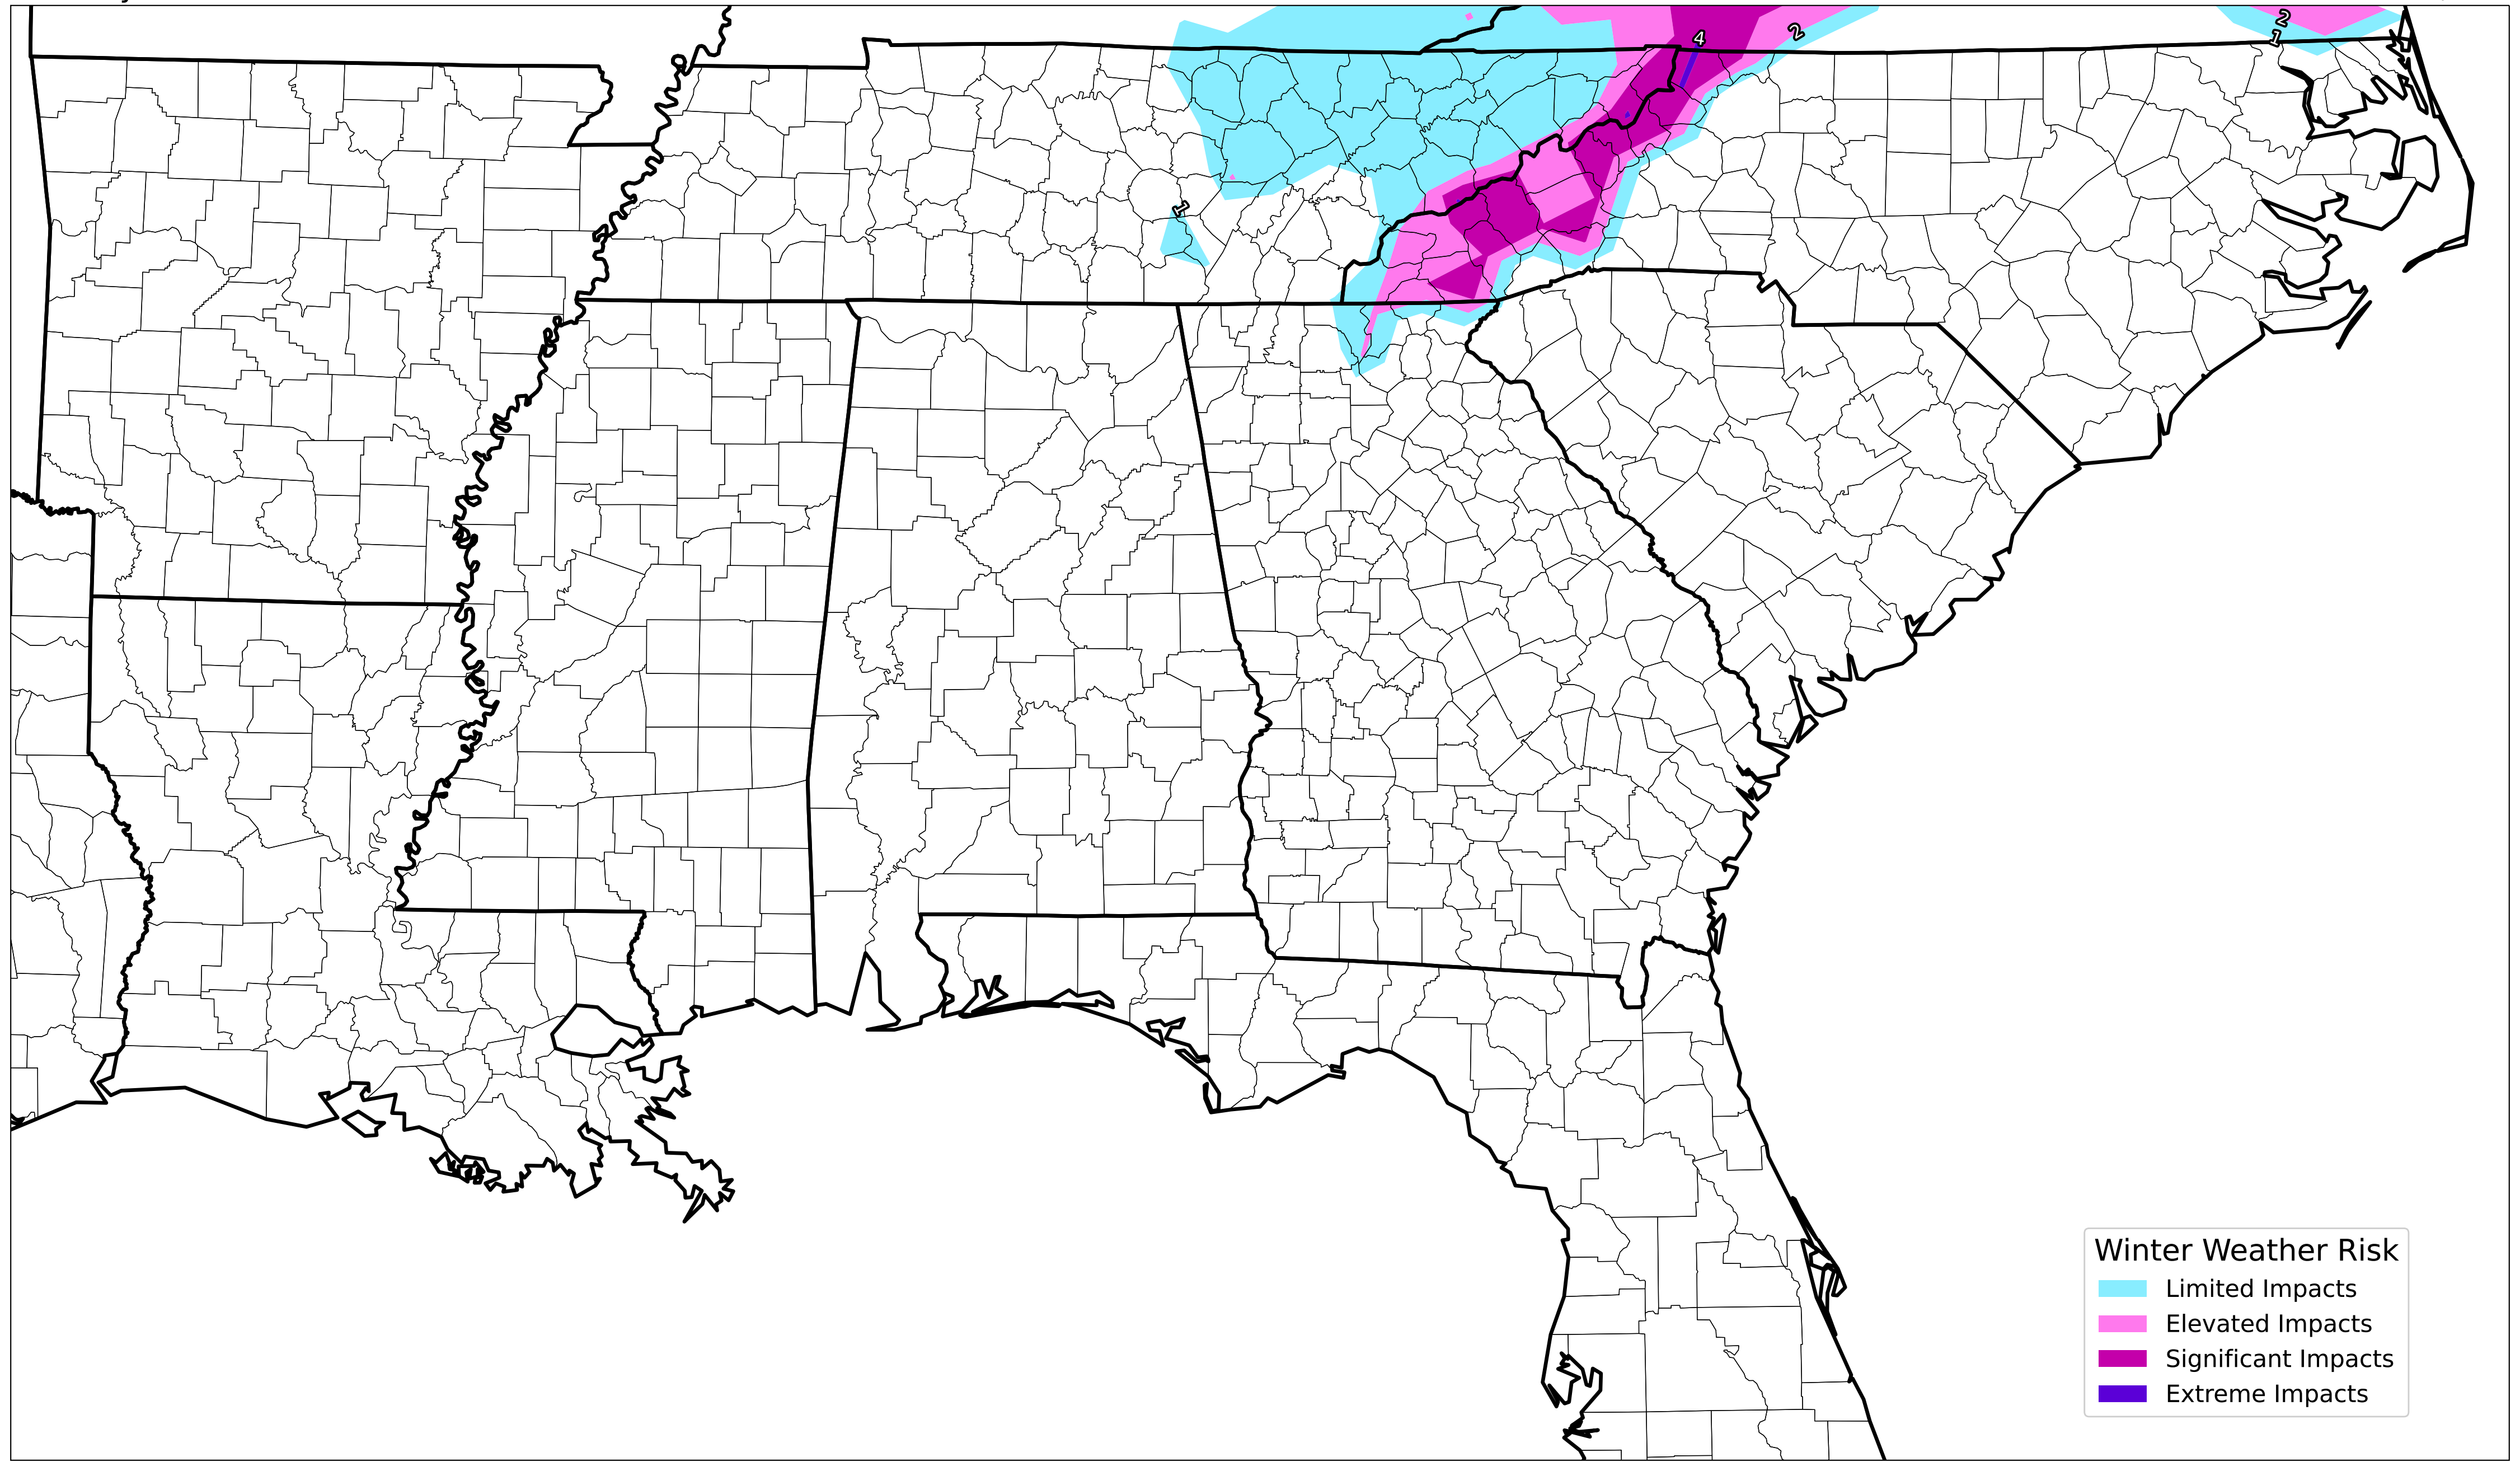 4
2
2
1
1
Winter Weather Risk
Limited Impacts
Elevated Impacts
Significant Impacts
Extreme Impacts